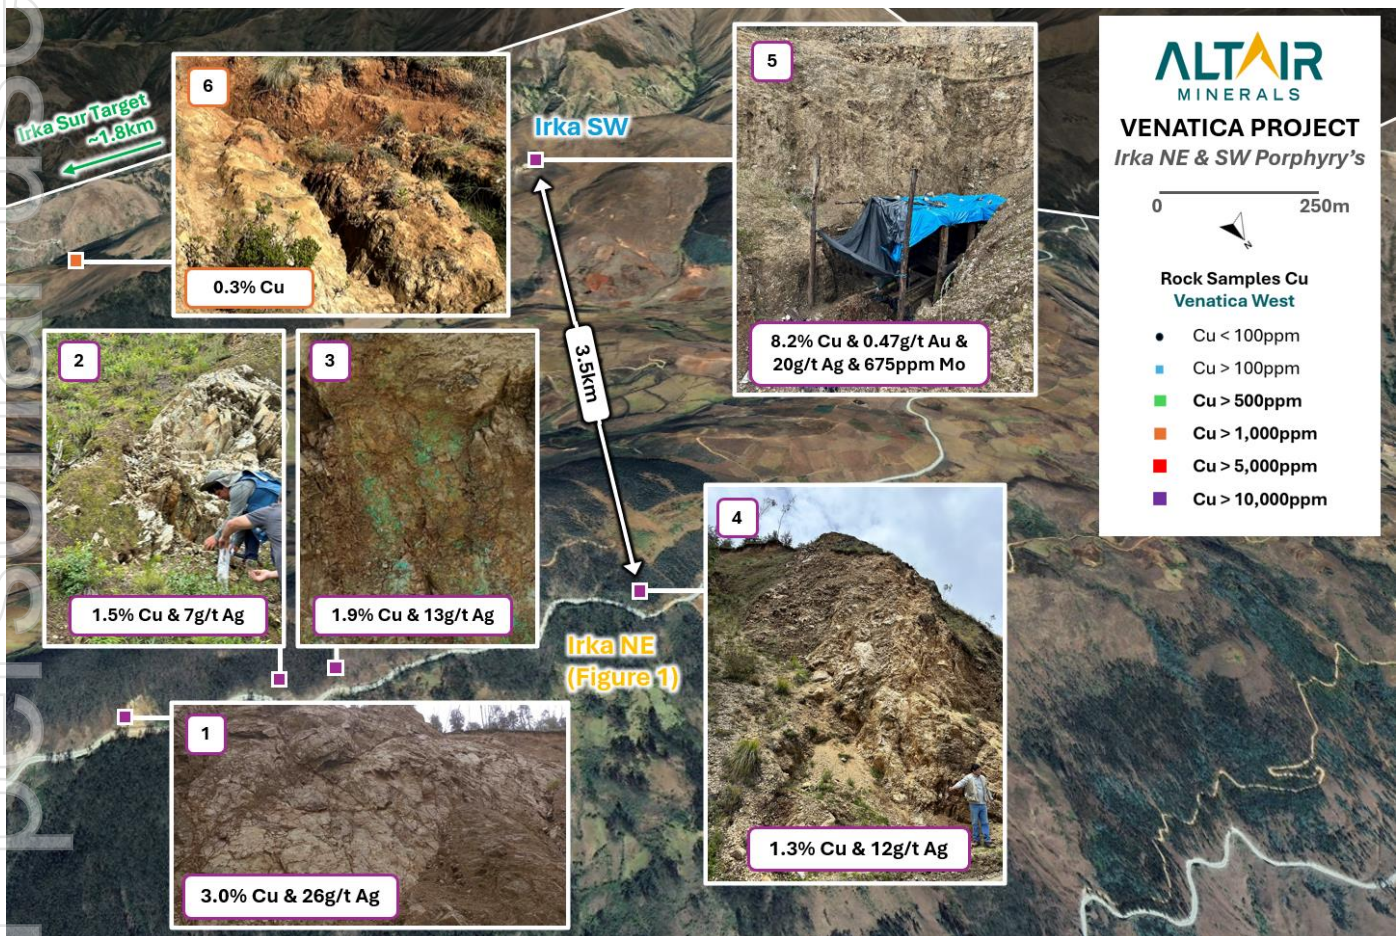 ALTAIR
MINERALS
VENATICA PROJECT
Irka NE & SW Porphyry's
0 250m
N
Rock Samples Cu
Venatica West
Cu < 100ppm
Cu > 100ppm
Cu > 500ppm
Cu > 1,000ppm
Cu > 5,000ppm
Cu > 10,000ppm
Irka Sur Target
~1.8km
6
0.3% Cu
Irka SW
5
8.2% Cu & 0.47g/t Au &
20g/t Ag & 675ppm Mo
2
1.5% Cu & 7g/t Ag
3
1.9% Cu & 13g/t Ag
3.5km
4
1.3% Cu & 12g/t Ag
Irka NE
(Figure 1)
1
3.0% Cu & 26g/t Ag